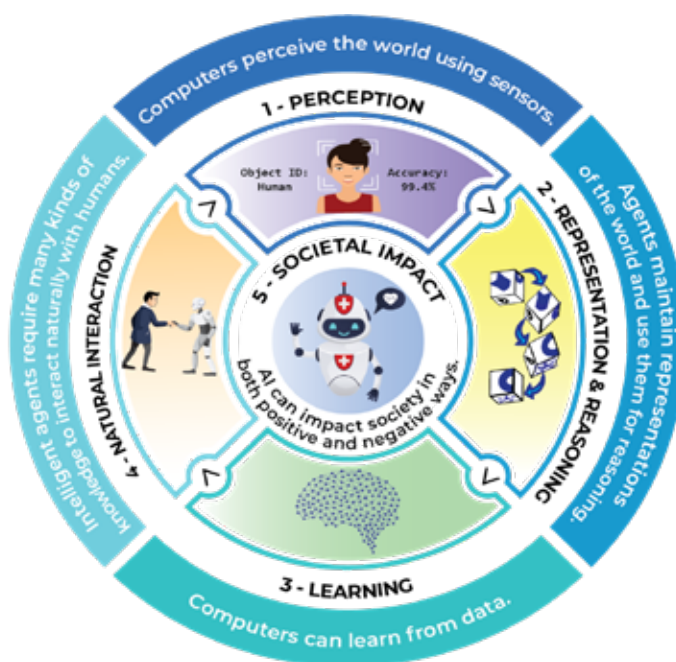 Computers perceive the world using sensors.
1 - PERCEPTION
Object ID:
Human
Accuracy:
99.4%
Agents maintain representations
of the world and use them for reasoning.
2 - REPRESENTATION & REASONING
3 - LEARNING
Computers can learn from data.
Intelligent agents require many kinds of
knowledge to interact naturally with humans.
4 - NATURAL INTERACTION
5 - SOCIETAL IMPACT
AI can impact society in
both positive and negative ways.